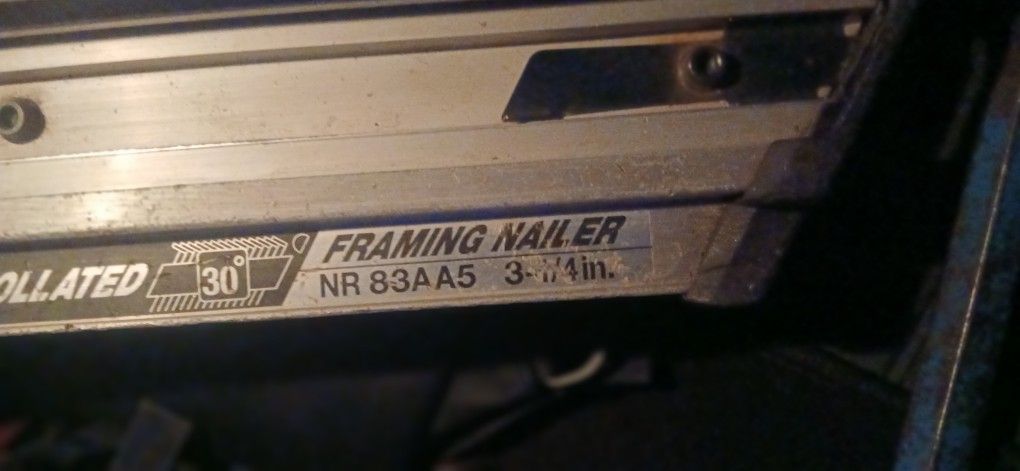 OLLATED 30° FRAMING NAILER
NR 83AA5 3-1/4in.